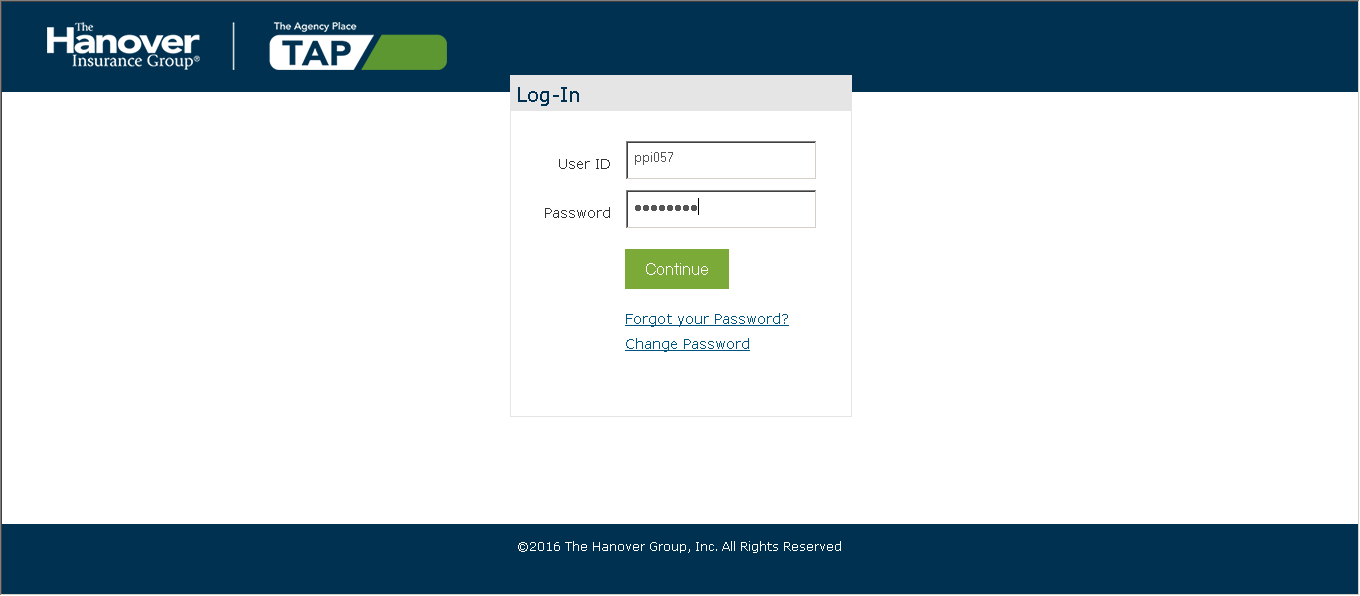 The
Hanover
Insurance Group®
The Agency Place
TAP
Log-In
User ID
ppi057
Password
••••••••
Continue
Forgot your Password?
Change Password
©2016 The Hanover Group, Inc. All Rights Reserved